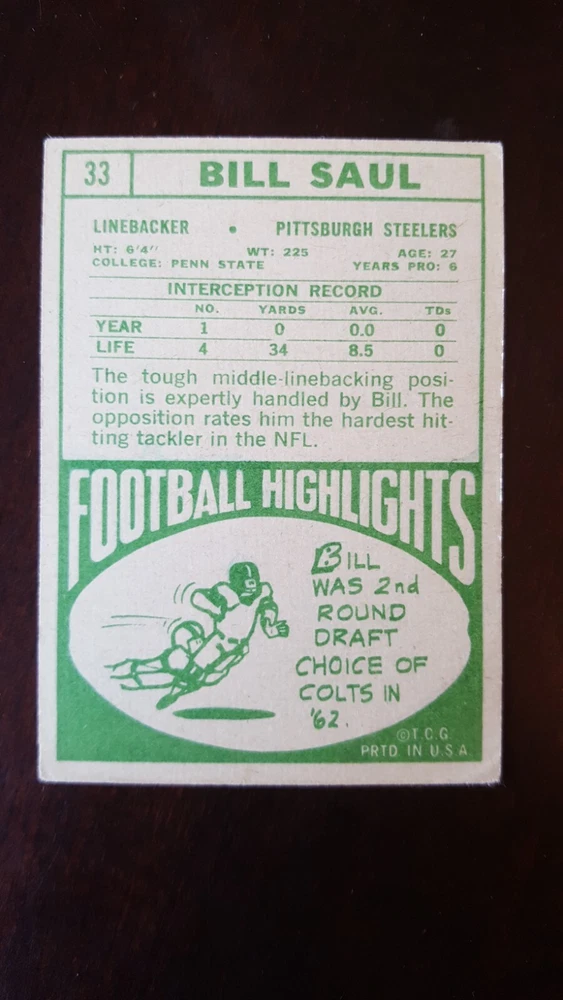 33 BILL SAUL
LINEBACKER • PITTSBURGH STEELERS
HT: 6'4" WT: 225 AGE: 27
COLLEGE: PENN STATE YEARS PRO: 6
INTERCEPTION RECORD
NO. YARDS AVG. TDs
YEAR 1 0 0.0 0
LIFE 4 34 8.5 0
The tough middle-linebacking posi-
tion is expertly handled by Bill. The
opposition rates him the hardest hit-
ting tackler in the NFL.
FOOTBALL HIGHLIGHTS
BILL
WAS 2nd
ROUND
DRAFT
CHOICE OF
COLTS IN
'62.
©T.C.G.
PRTD. IN U.S.A.